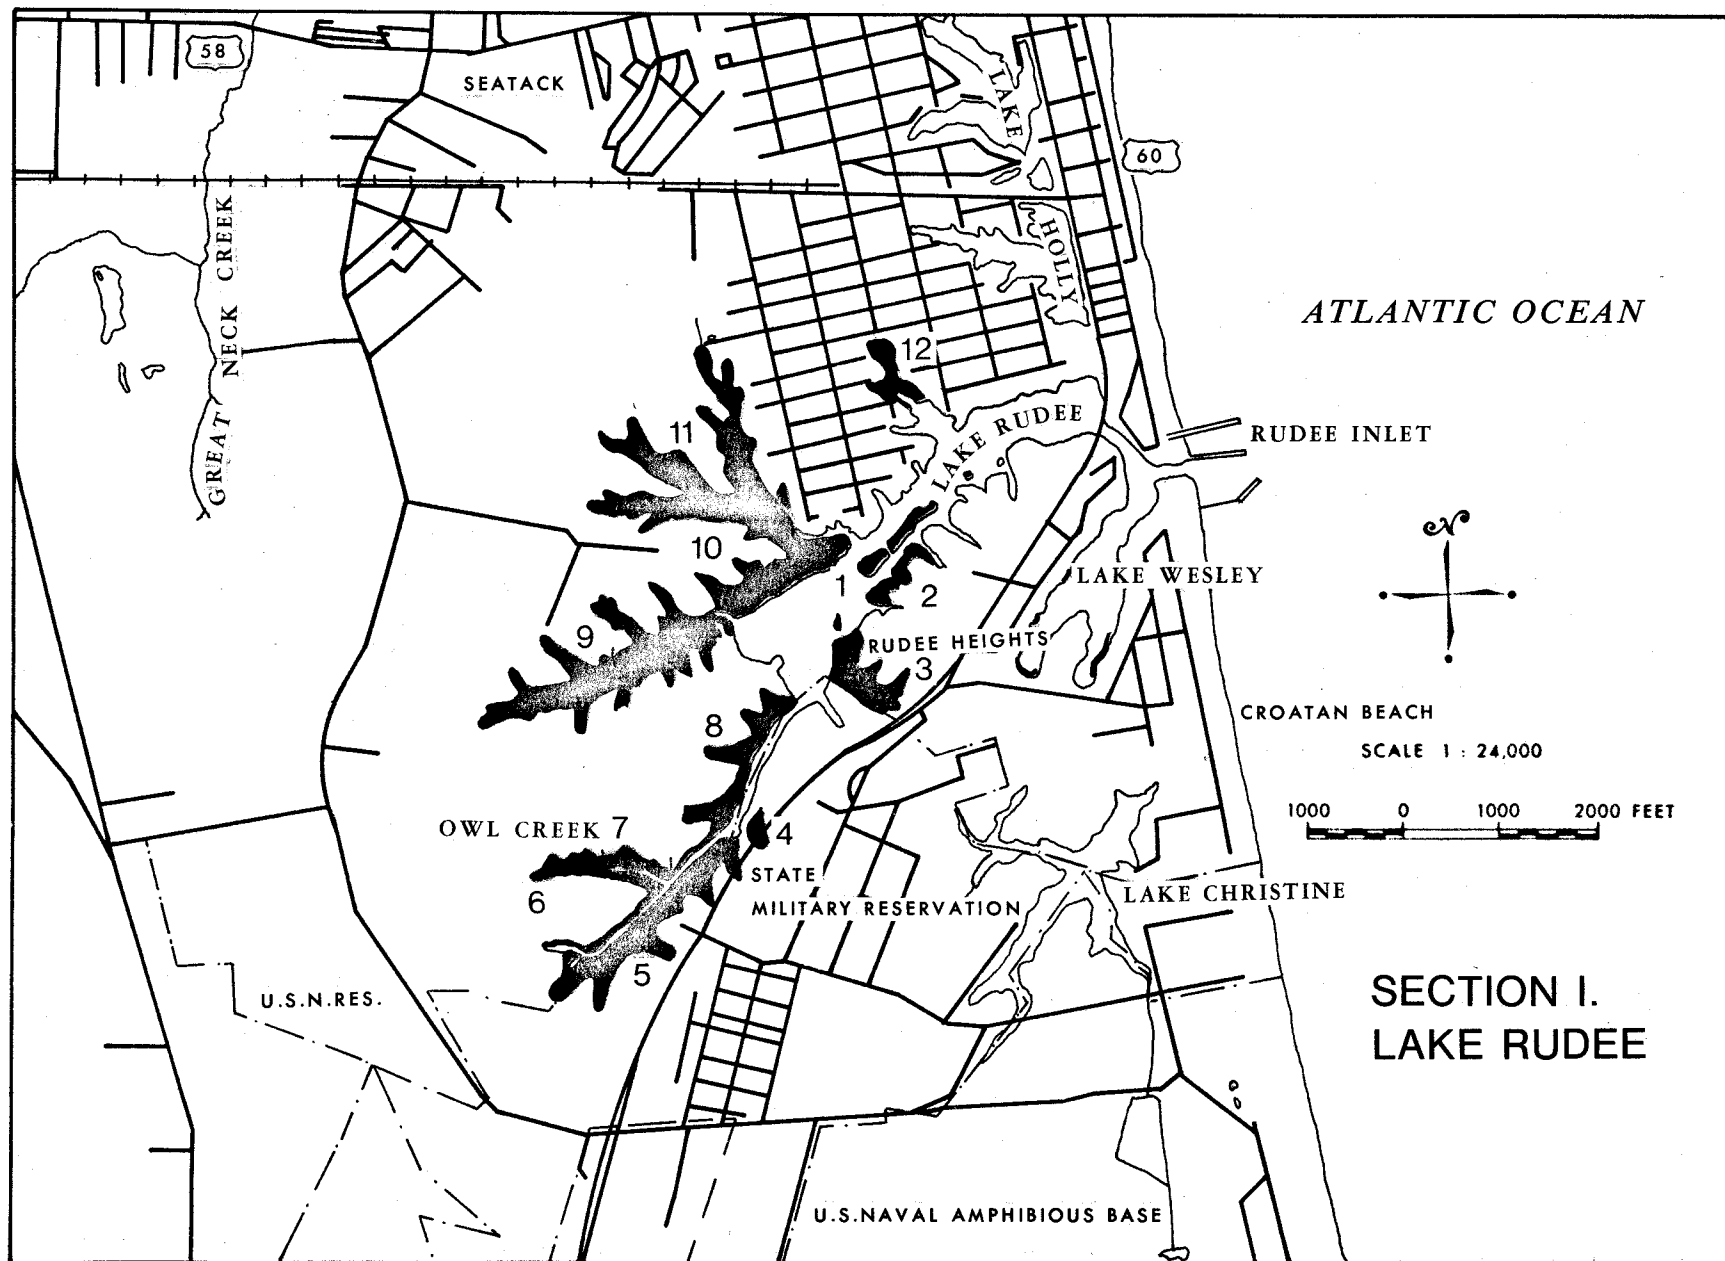 58
SEATACK
LAKE
60
HOLLY
GREAT NECK CREEK
ATLANTIC OCEAN
12
11
LAKE RUDEE
RUDEE INLET
N
10
1
2
LAKE WESLEY
9
RUDEE HEIGHTS
3
8
CROATAN BEACH
SCALE 1 : 24,000
1000 0 1000 2000 FEET
OWL CREEK
7
4
6
STATE
MILITARY RESERVATION
LAKE CHRISTINE
5
U.S.N.RES.
SECTION I.
LAKE RUDEE
U.S.NAVAL AMPHIBIOUS BASE